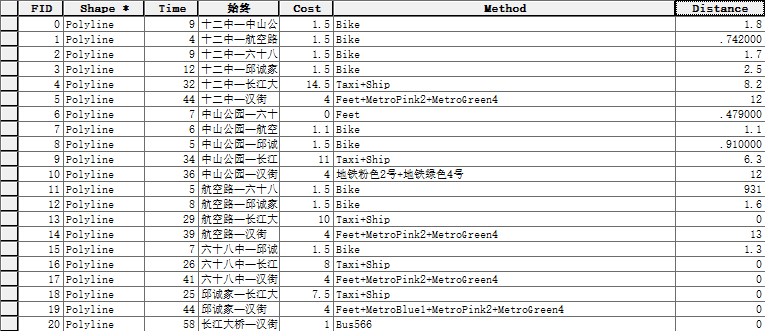 FID Shape * Time 始终 Cost Method Distance
0 Polyline 9 十二中—中山公 1.5 Bike 1.8
1 Polyline 4 十二中—航空路 1.5 Bike .742000
2 Polyline 9 十二中—六十八 1.5 Bike 1.7
3 Polyline 12 十二中—邱诚家 1.5 Bike 2.5
4 Polyline 32 十二中—长江大 14.5 Taxi+Ship 8.2
5 Polyline 44 十二中—汉街 4 Feet+MetroPink2+MetroGreen4 12
6 Polyline 7 中山公园—六十 0 Feet .479000
7 Polyline 6 中山公园—航空 1.1 Bike 1.1
8 Polyline 5 中山公园—邱诚 1.5 Bike .910000
9 Polyline 34 中山公园—长江 11 Taxi+Ship 6.3
10 Polyline 36 中山公园—汉街 4 地铁粉色2号+地铁绿色4号 12
11 Polyline 5 航空路—六十八 1.5 Bike 931
12 Polyline 8 航空路—邱诚家 1.5 Bike 1.6
13 Polyline 29 航空路—长江大 10 Taxi+Ship 0
14 Polyline 39 航空路—汉街 4 Feet+MetroPink2+MetroGreen4 13
15 Polyline 7 六十八中—邱诚 1.5 Bike 1.3
16 Polyline 26 六十八中—长江 8 Taxi+Ship 0
17 Polyline 41 六十八中—汉街 4 Feet+MetroPink2+MetroGreen4 0
18 Polyline 25 邱诚家—长江大 7.5 Taxi+Ship 0
19 Polyline 44 邱诚家—汉街 4 Feet+MetroBlue1+MetroPink2+MetroGreen4 0
20 Polyline 58 长江大桥—汉街 1 Bus566 0